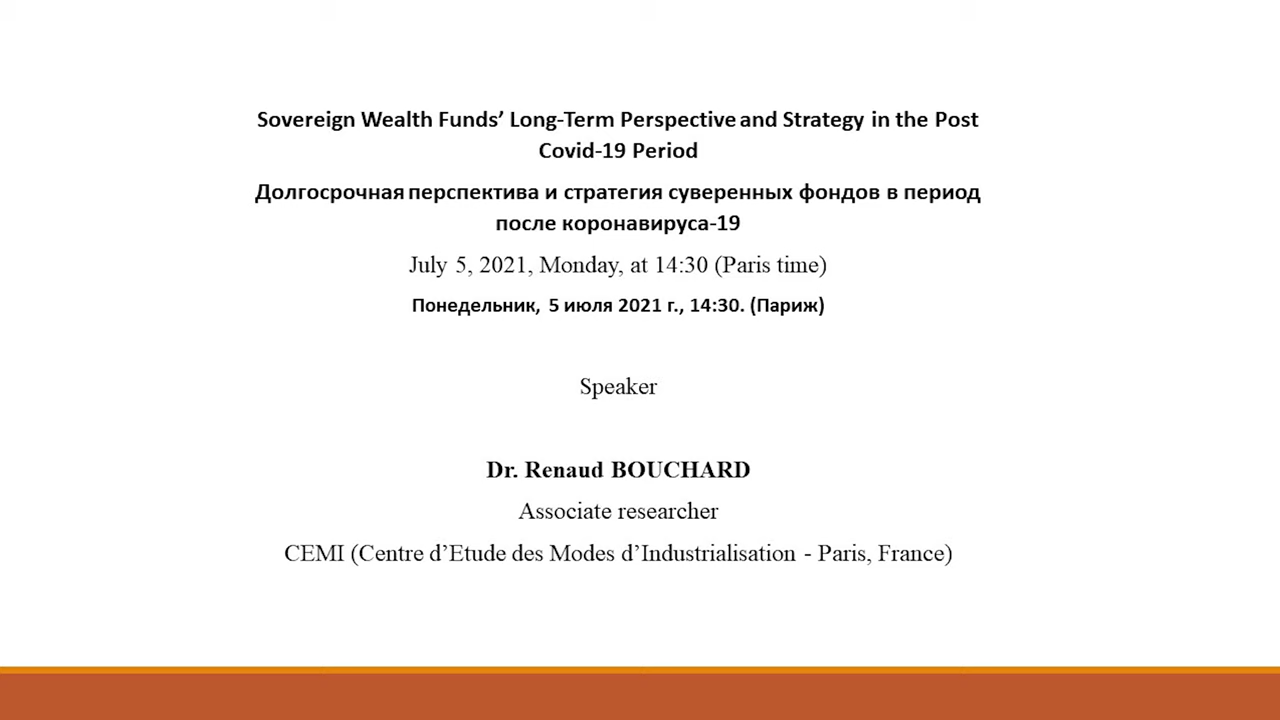 Sovereign Wealth Funds’ Long-Term Perspective and Strategy in the Post
Covid-19 Period
Долгосрочная перспектива и стратегия суверенных фондов в период
после коронавируса-19
July 5, 2021, Monday, at 14:30 (Paris time)
Понедельник, 5 июля 2021 г., 14:30. (Париж)
Speaker
Dr. Renaud BOUCHARD
Associate researcher
CEMI (Centre d’Etude des Modes d’Industrialisation - Paris, France)